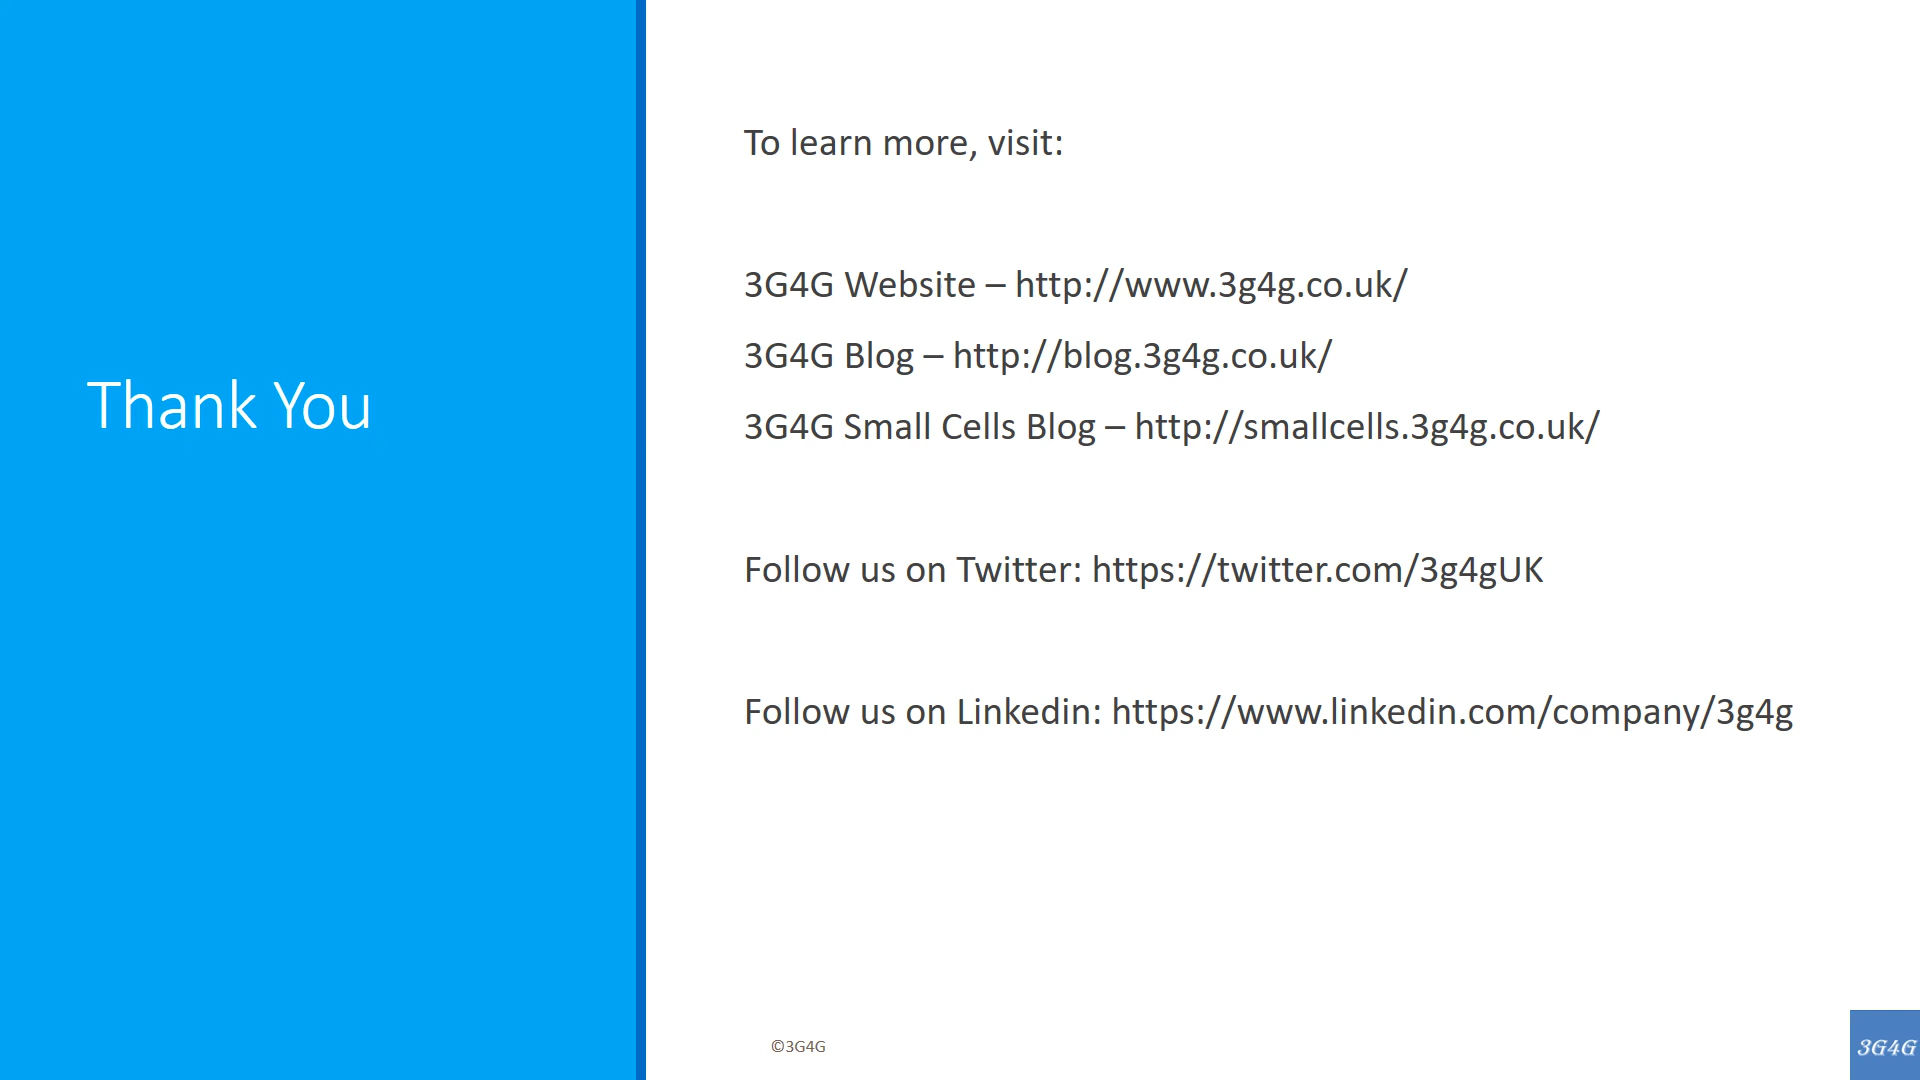 Thank You
To learn more, visit:
3G4G Website – http://www.3g4g.co.uk/
3G4G Blog – http://blog.3g4g.co.uk/
3G4G Small Cells Blog – http://smallcells.3g4g.co.uk/
Follow us on Twitter: https://twitter.com/3g4gUK
Follow us on Linkedin: https://www.linkedin.com/company/3g4g
©3G4G
3G4G